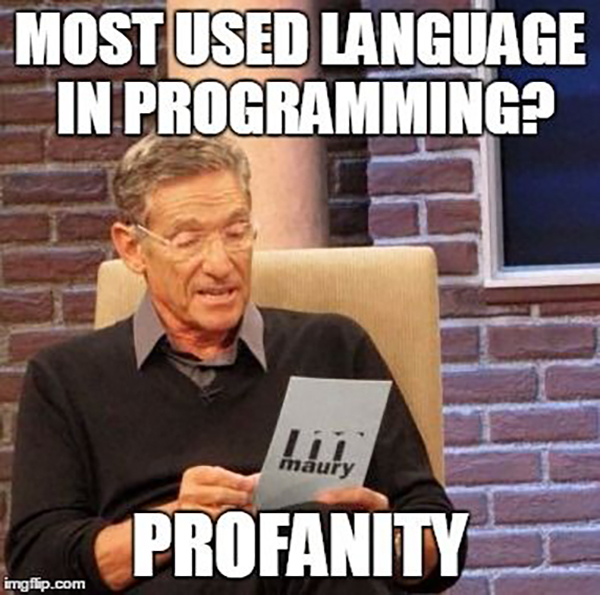 MOST USED LANGUAGE
IN PROGRAMMING?
maury
PROFANITY
imgflip.com